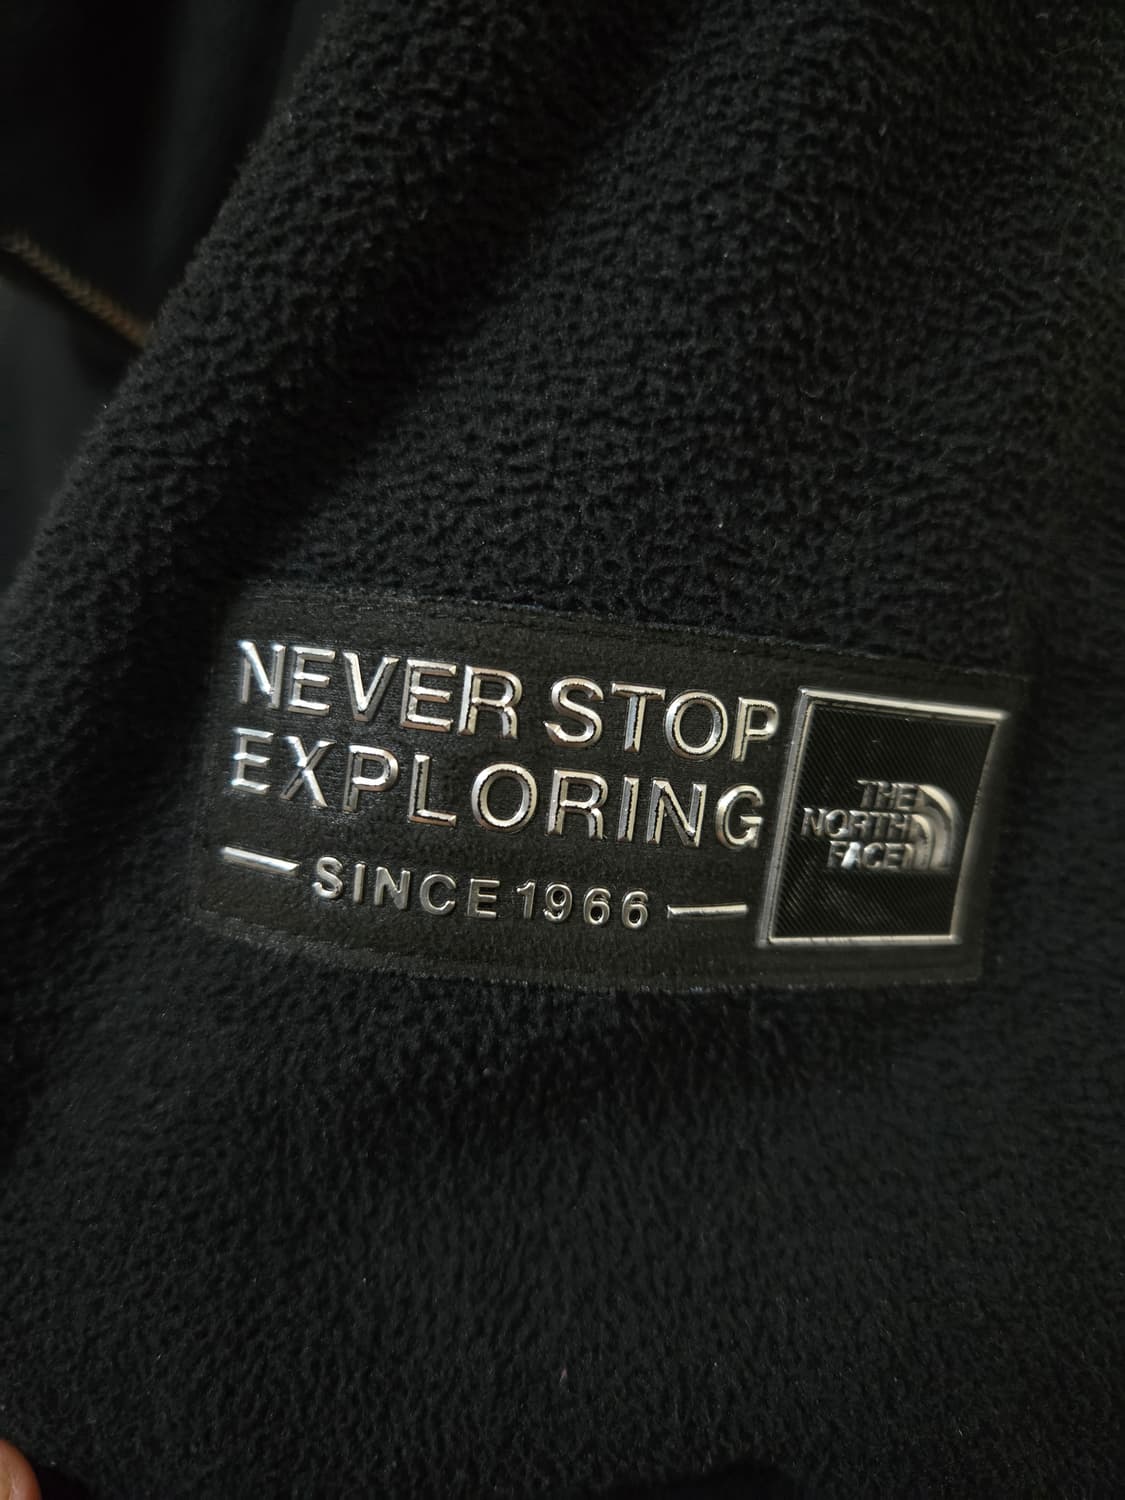 NEVER STOP
EXPLORING
SINCE 1966
THE
NORTH
FACE